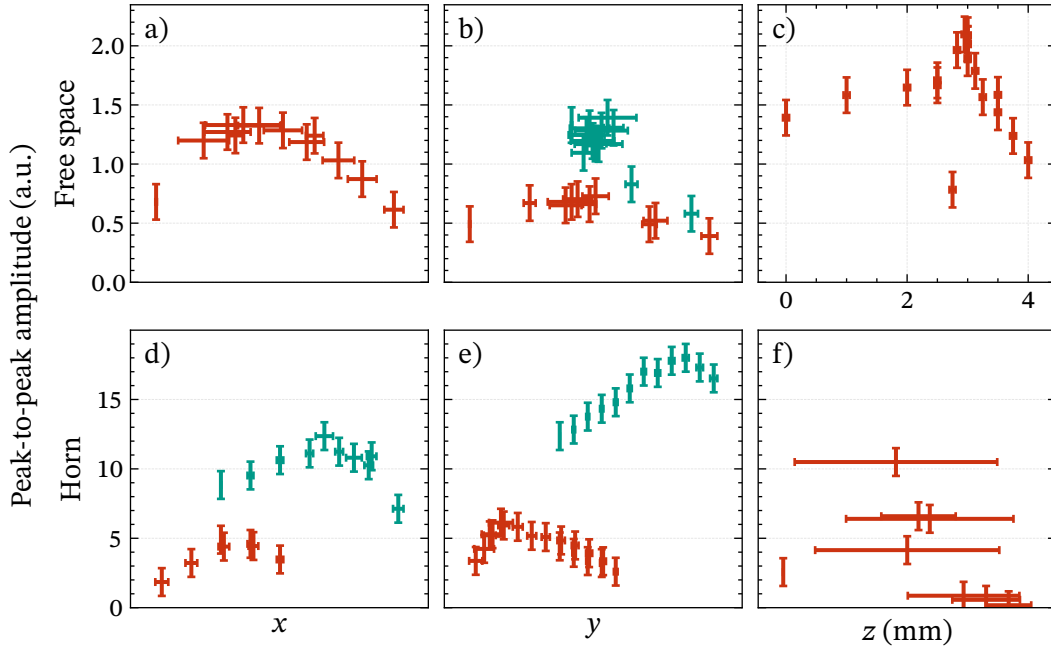 a)
b)
c)
2.0
1.5
1.0
0.5
0.0
Free space
0
2
4
Peak-to-peak amplitude (a.u.)
d)
e)
f)
15
10
5
0
Horn
x
y
z (mm)